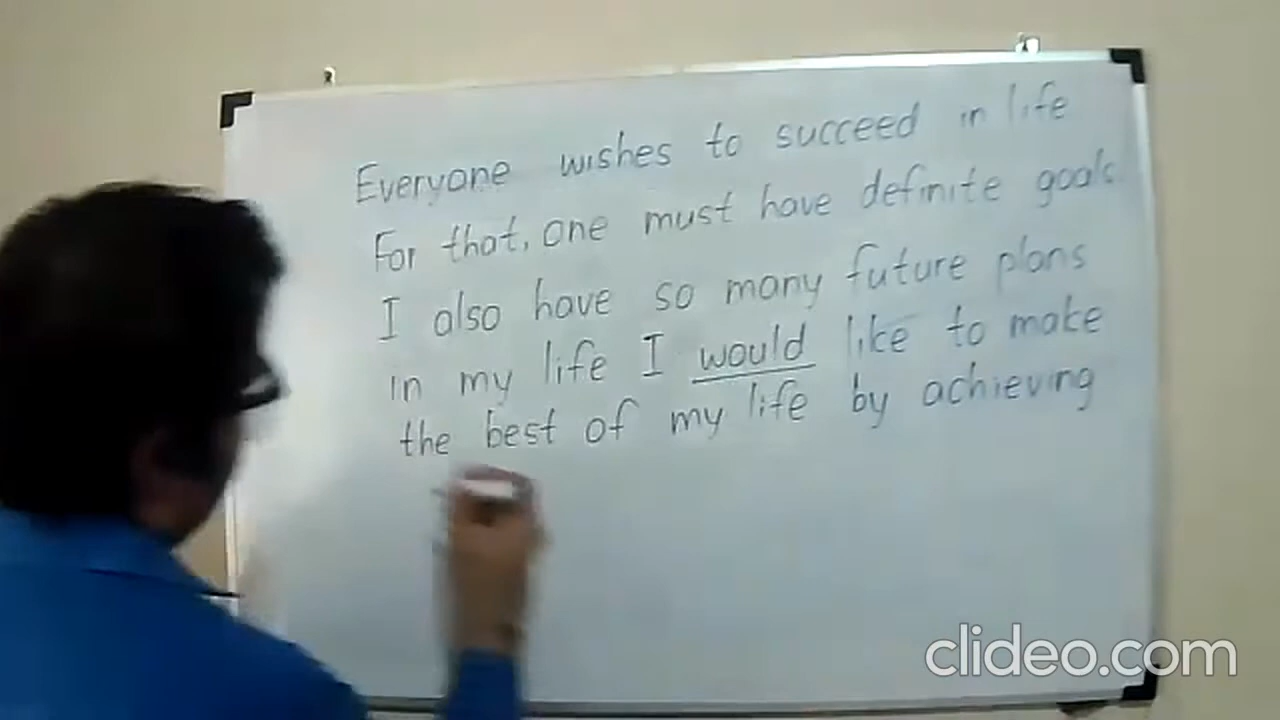 Everyone wishes to succeed in life
For that, one must have definite goals.
I also have so many future plans
in my life I would like to make
the best of my life by achieving
clideo.com